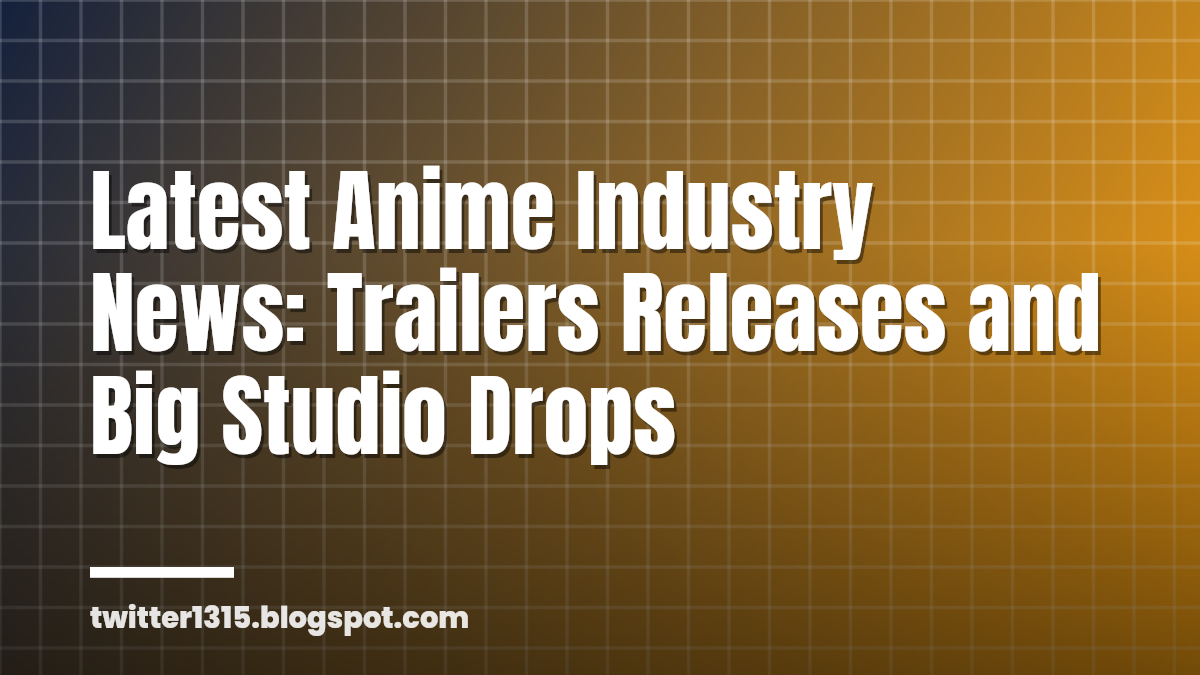 Latest Anime Industry
News: Trailers Releases and
Big Studio Drops
twitter1315.blogspot.com